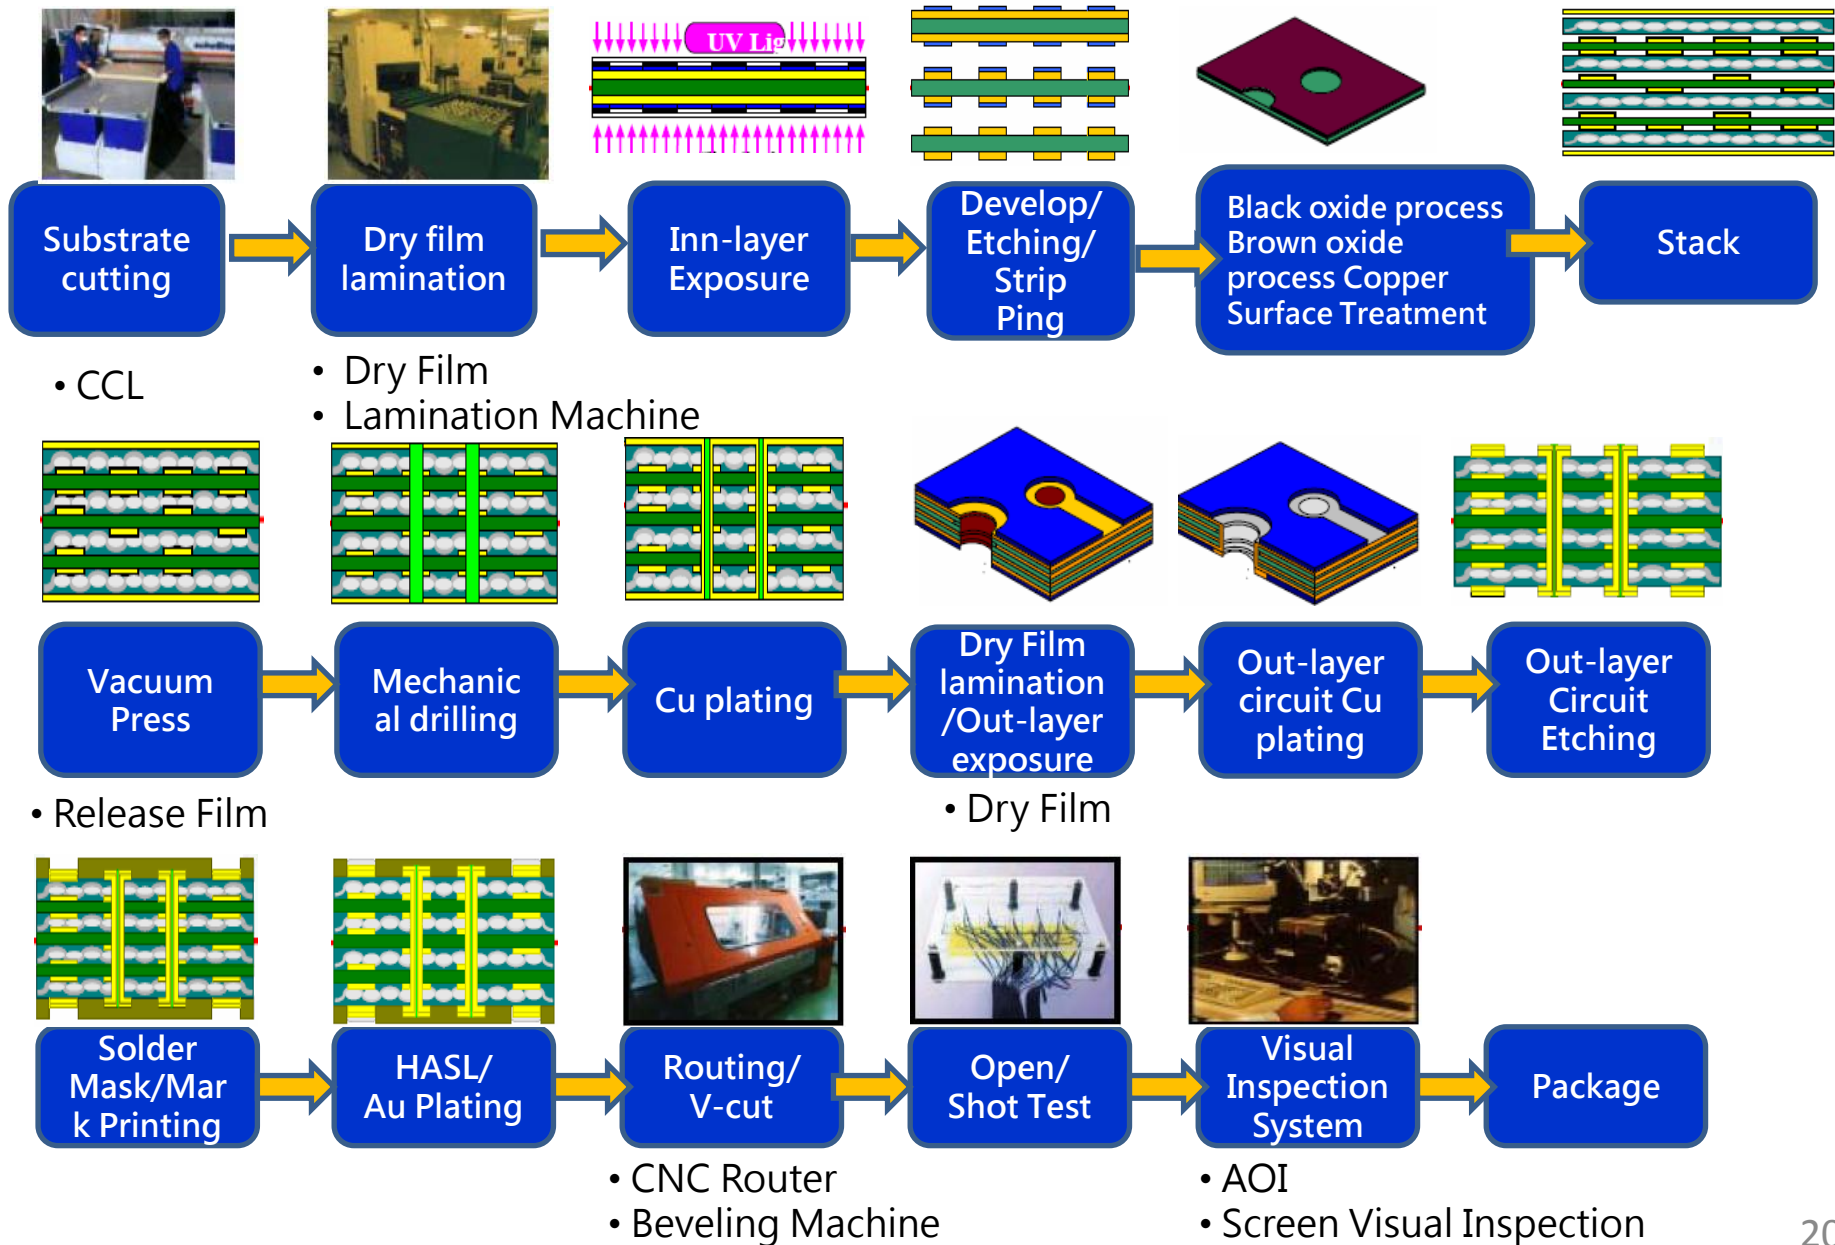 UV Lig
Substrate
cutting
Dry film
lamination
Inn-layer
Exposure
Develop/
Etching/
Strip
Ping
Black oxide process
Brown oxide
process Copper
Surface Treatment
Stack
• CCL
• Dry Film
• Lamination Machine
Vacuum
Press
Mechanic
al drilling
Cu plating
Dry Film
lamination
/Out-layer
exposure
Out-layer
circuit Cu
plating
Out-layer
Circuit
Etching
• Release Film
• Dry Film
Solder
Mask/Mar
k Printing
HASL/
Au Plating
Routing/
V-cut
Open/
Shot Test
Visual
Inspection
System
Package
• CNC Router
• Beveling Machine
• AOI
• Screen Visual Inspection
20